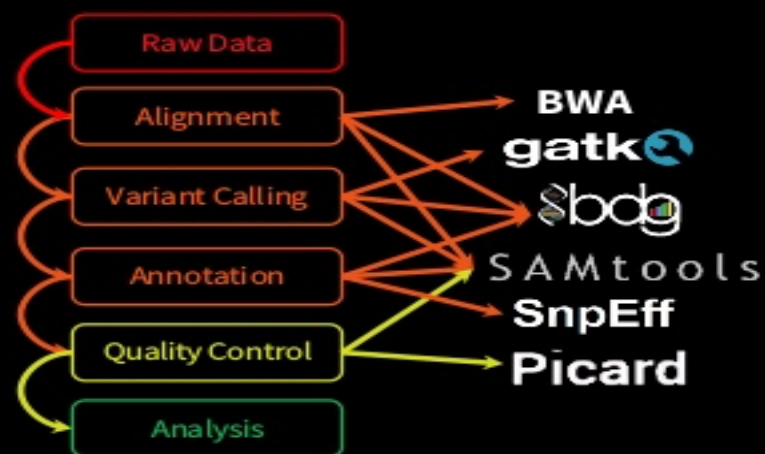 Raw Data
Alignment
Variant Calling
Annotation
Quality Control
Analysis
BWA
gatk
bdg
SAMtools
SnpEff
Picard